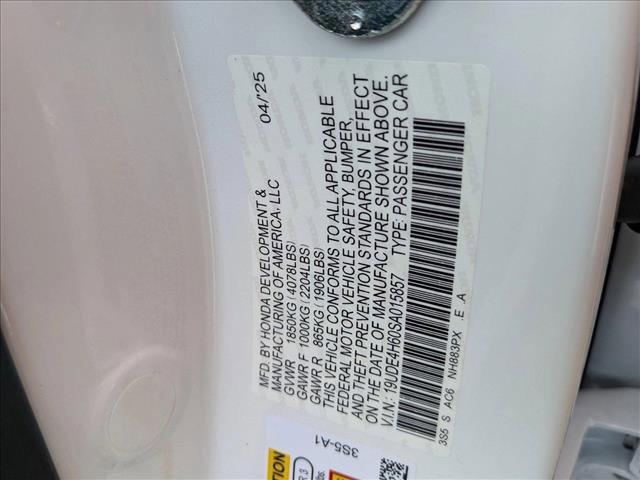 MFD. BY HONDA DEVELOPMENT &
MANUFACTURING OF AMERICA, LLC
04/'25
GVWR 1850KG (4078LBS)
GAWR F 1000KG (2204LBS)
GAWR R 865KG (1906LBS)
THIS VEHICLE CONFORMS TO ALL APPLICABLE
FEDERAL MOTOR VEHICLE SAFETY, BUMPER,
AND THEFT PREVENTION STANDARDS IN EFFECT
ON THE DATE OF MANUFACTURE SHOWN ABOVE.
V.I.N.: 19UDE4H60SA015857 TYPE: PASSENGER CAR
3S5 S AC6 NH883PX .E .A
3S5-A1